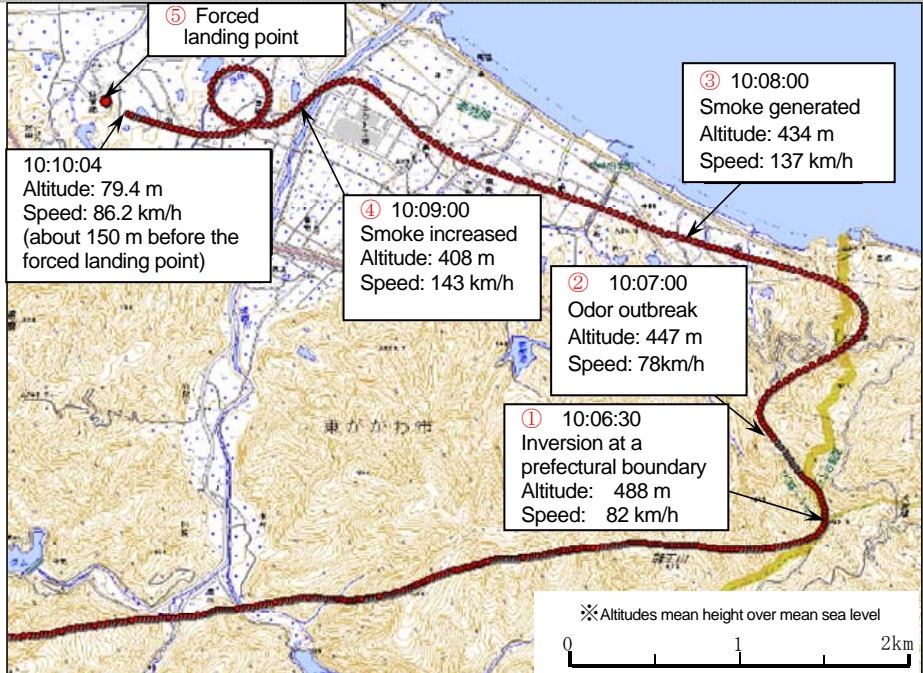 ⑤ Forced
landing point
③ 10:08:00
Smoke generated
Altitude: 434 m
Speed: 137 km/h
10:10:04
Altitude: 79.4 m
Speed: 86.2 km/h
(about 150 m before the
forced landing point)
④ 10:09:00
Smoke increased
Altitude: 408 m
Speed: 143 km/h
② 10:07:00
Odor outbreak
Altitude: 447 m
Speed: 78km/h
① 10:06:30
Inversion at a
prefectural boundary
Altitude: 488 m
Speed: 82 km/h
東かがわ市
※Altitudes mean height over mean sea level
0 1 2km